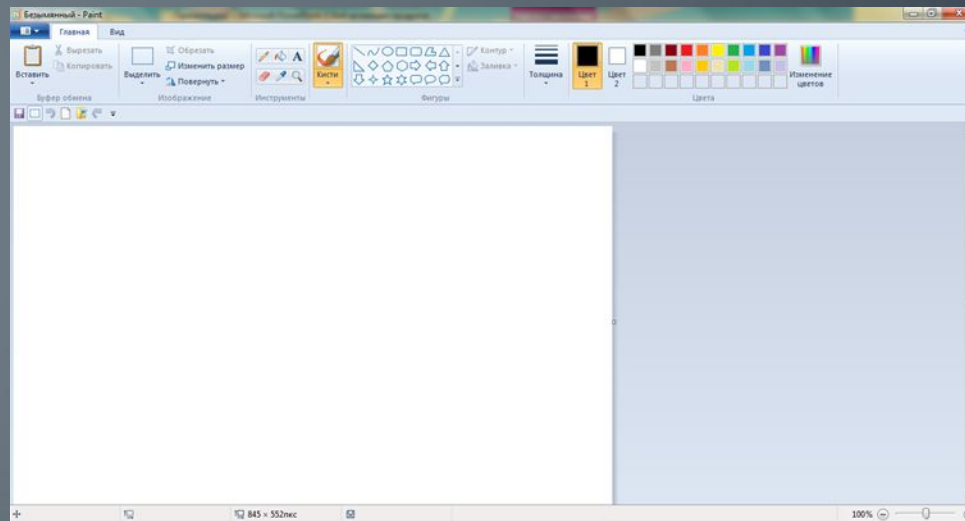 Безымянный - Paint
Главная Вид
Вставить
Вырезать
Копировать
Буфер обмена
Выделить
Обрезать
Изменить размер
Повернуть
Изображение
A
Инструменты
Кисти
Контур
Заливка
Фигуры
Толщина
Цвет 1
Цвет 2
Изменение цветов
Цвета
845 × 552пкс
100%